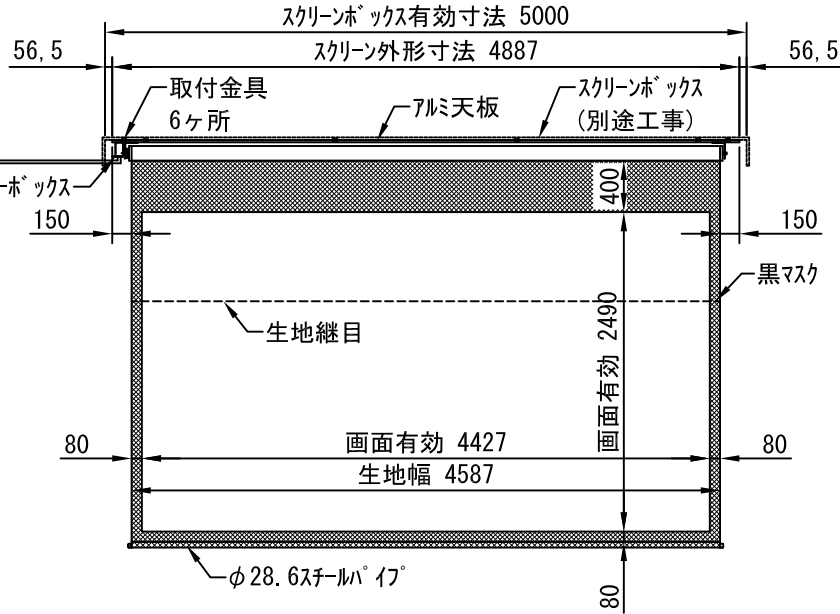 スクリーンボックス有効寸法 5000
56,5
スクリーン外形寸法 4887
56,5
取付金具
6ヶ所
アルミ天板
スクリーンボックス
(別途工事)
ーボックス
400
150
150
黒マスク
生地継目
画面有効 2490
80
画面有効 4427
80
生地幅 4587
φ28.6スチールパイプ
80